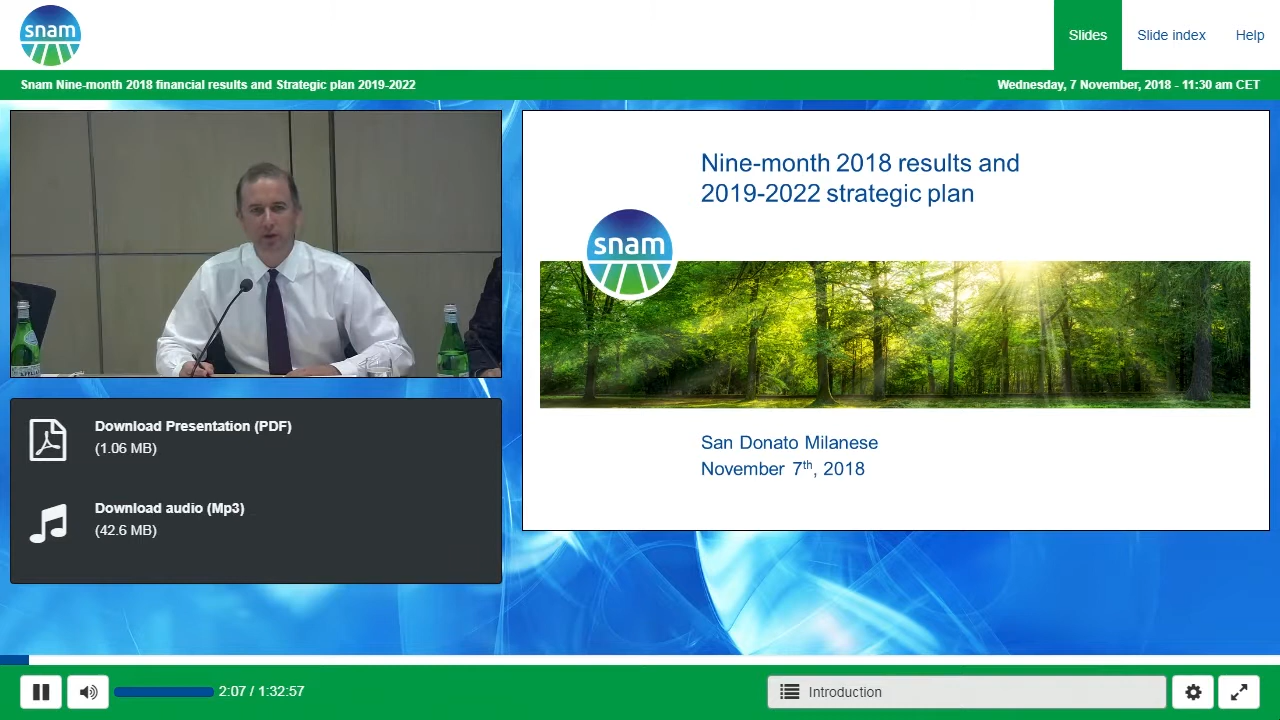 snam
Slides
Slide index
Help
Snam Nine-month 2018 financial results and Strategic plan 2019-2022
Wednesday, 7 November, 2018 - 11:30 am CET
Nine-month 2018 results and
2019-2022 strategic plan
snam
San Donato Milanese
November 7th, 2018
Download Presentation (PDF)
(1.06 MB)
Download audio (Mp3)
(42.6 MB)
2:07 / 1:32:57
Introduction